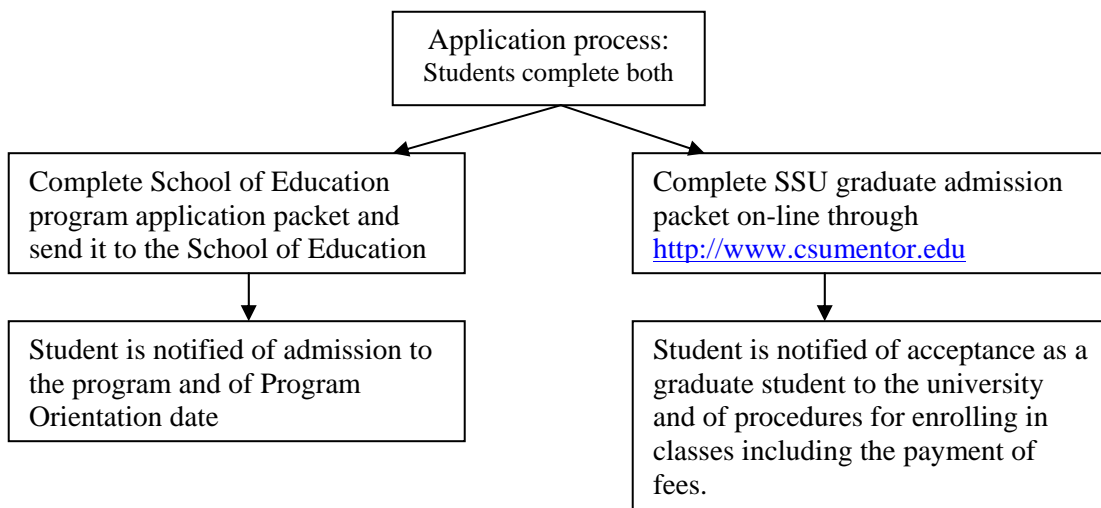 Application process:
Students complete both
Complete School of Education
program application packet and
send it to the School of Education
Complete SSU graduate admission
packet on-line through
http://www.csumentor.edu
Student is notified of admission to
the program and of Program
Orientation date
Student is notified of acceptance as a
graduate student to the university
and of procedures for enrolling in
classes including the payment of
fees.